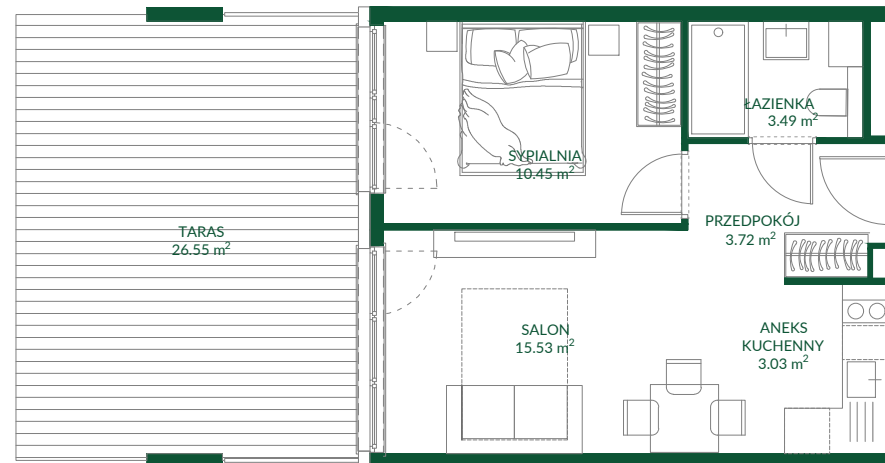 ŁAZIENKA
3.49 m²
SYPIALNIA
10.45 m²
PRZEDPOKÓJ
3.72 m²
TARAS
26.55 m²
SALON
15.53 m²
ANEKS
KUCHENNY
3.03 m²